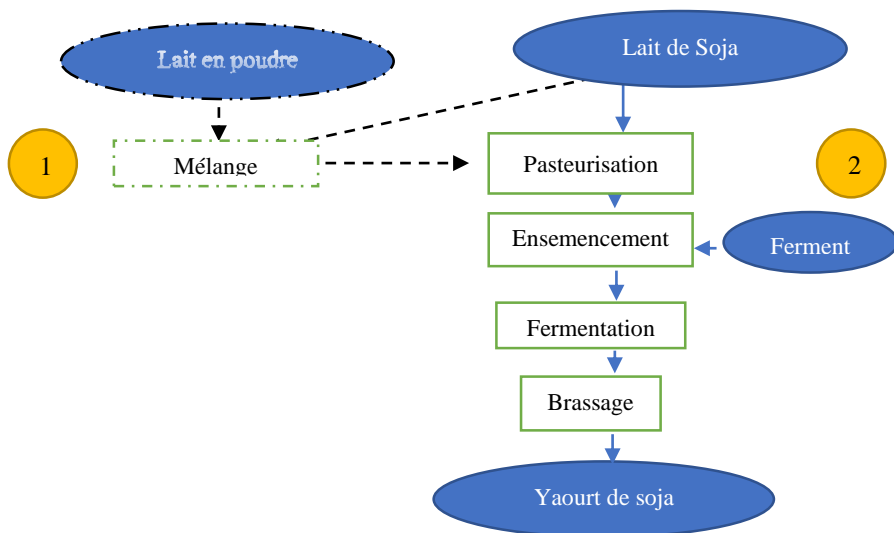 Lait en poudre
Lait de Soja
1
Mélange
Pasteurisation
2
Ensemencement
Ferment
Fermentation
Brassage
Yaourt de soja